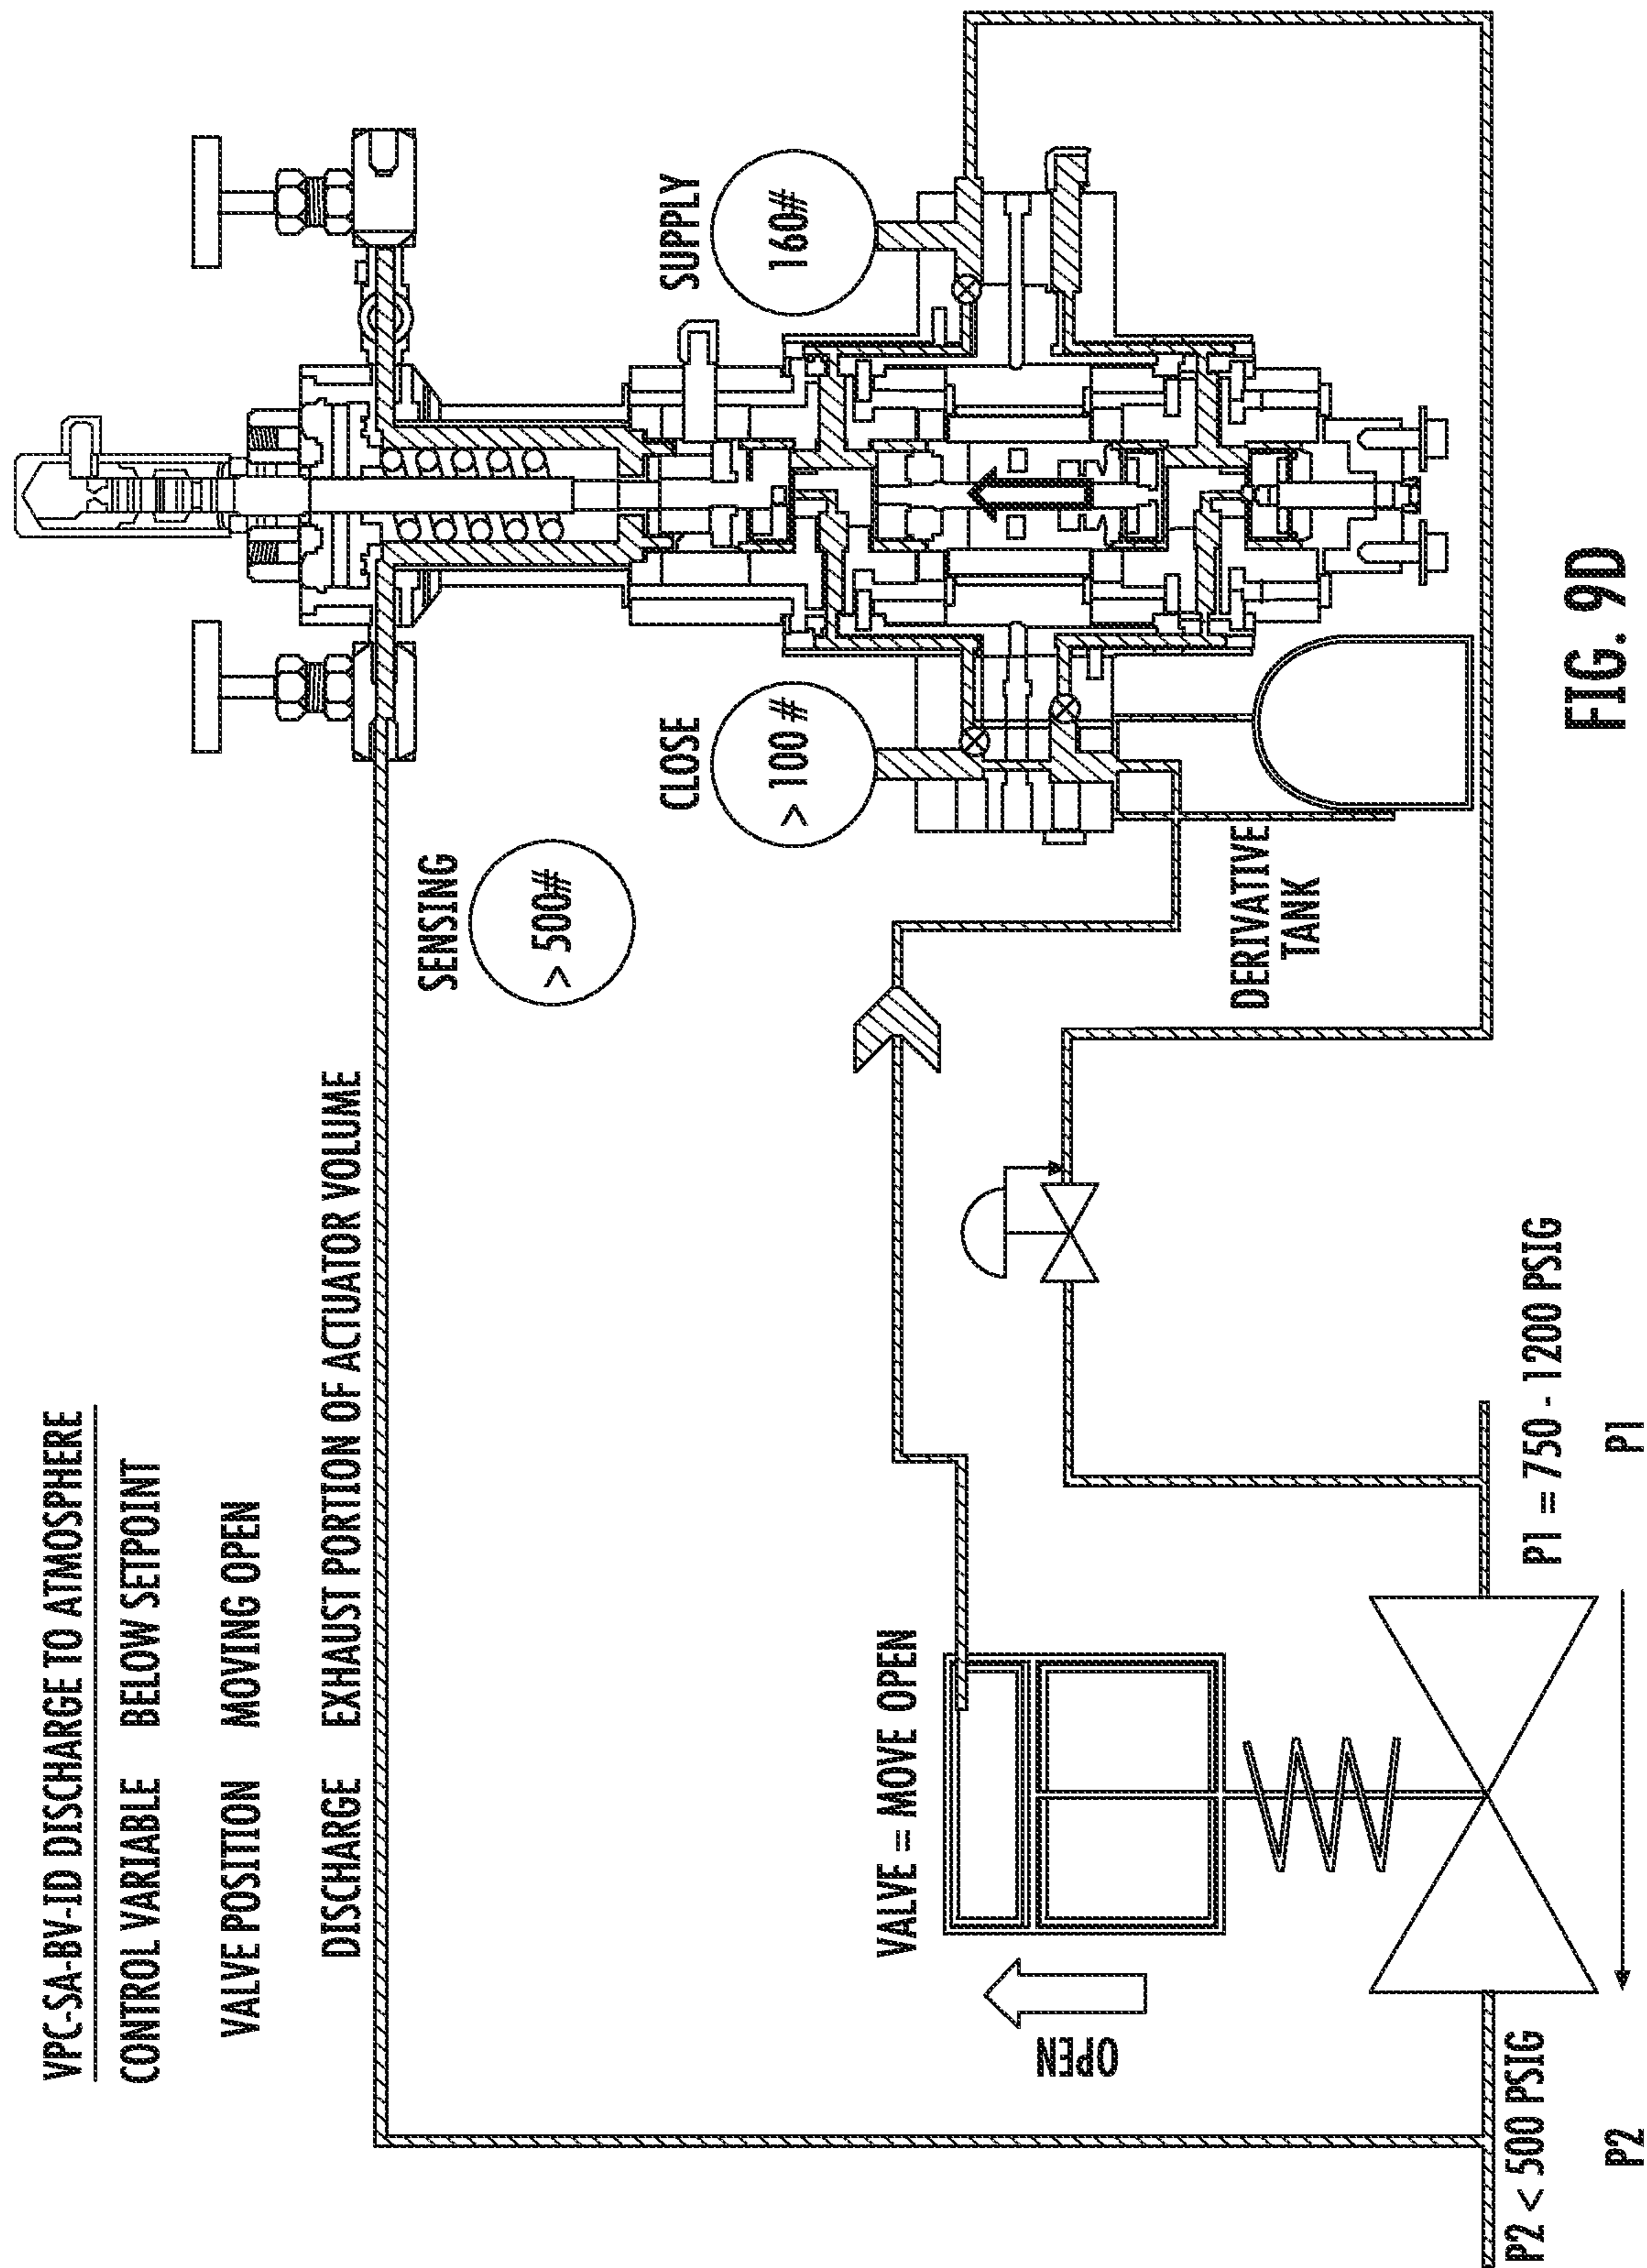 VPC-SA-BV-ID DISCHARGE TO ATMOSPHERE
CONTROL VARIABLE BELOW SETPOINT
VALVE POSITION MOVING OPEN
DISCHARGE EXHAUST PORTION OF ACTUATOR VOLUME
SENSING
> 500#
CLOSE
> 100 #
SUPPLY
160#
VALVE = MOVE OPEN
OPEN
DERIVATIVE
TANK
P2 < 500 PSIG
P1 = 750 - 1200 PSIG
P2
P1
FIG. 9D